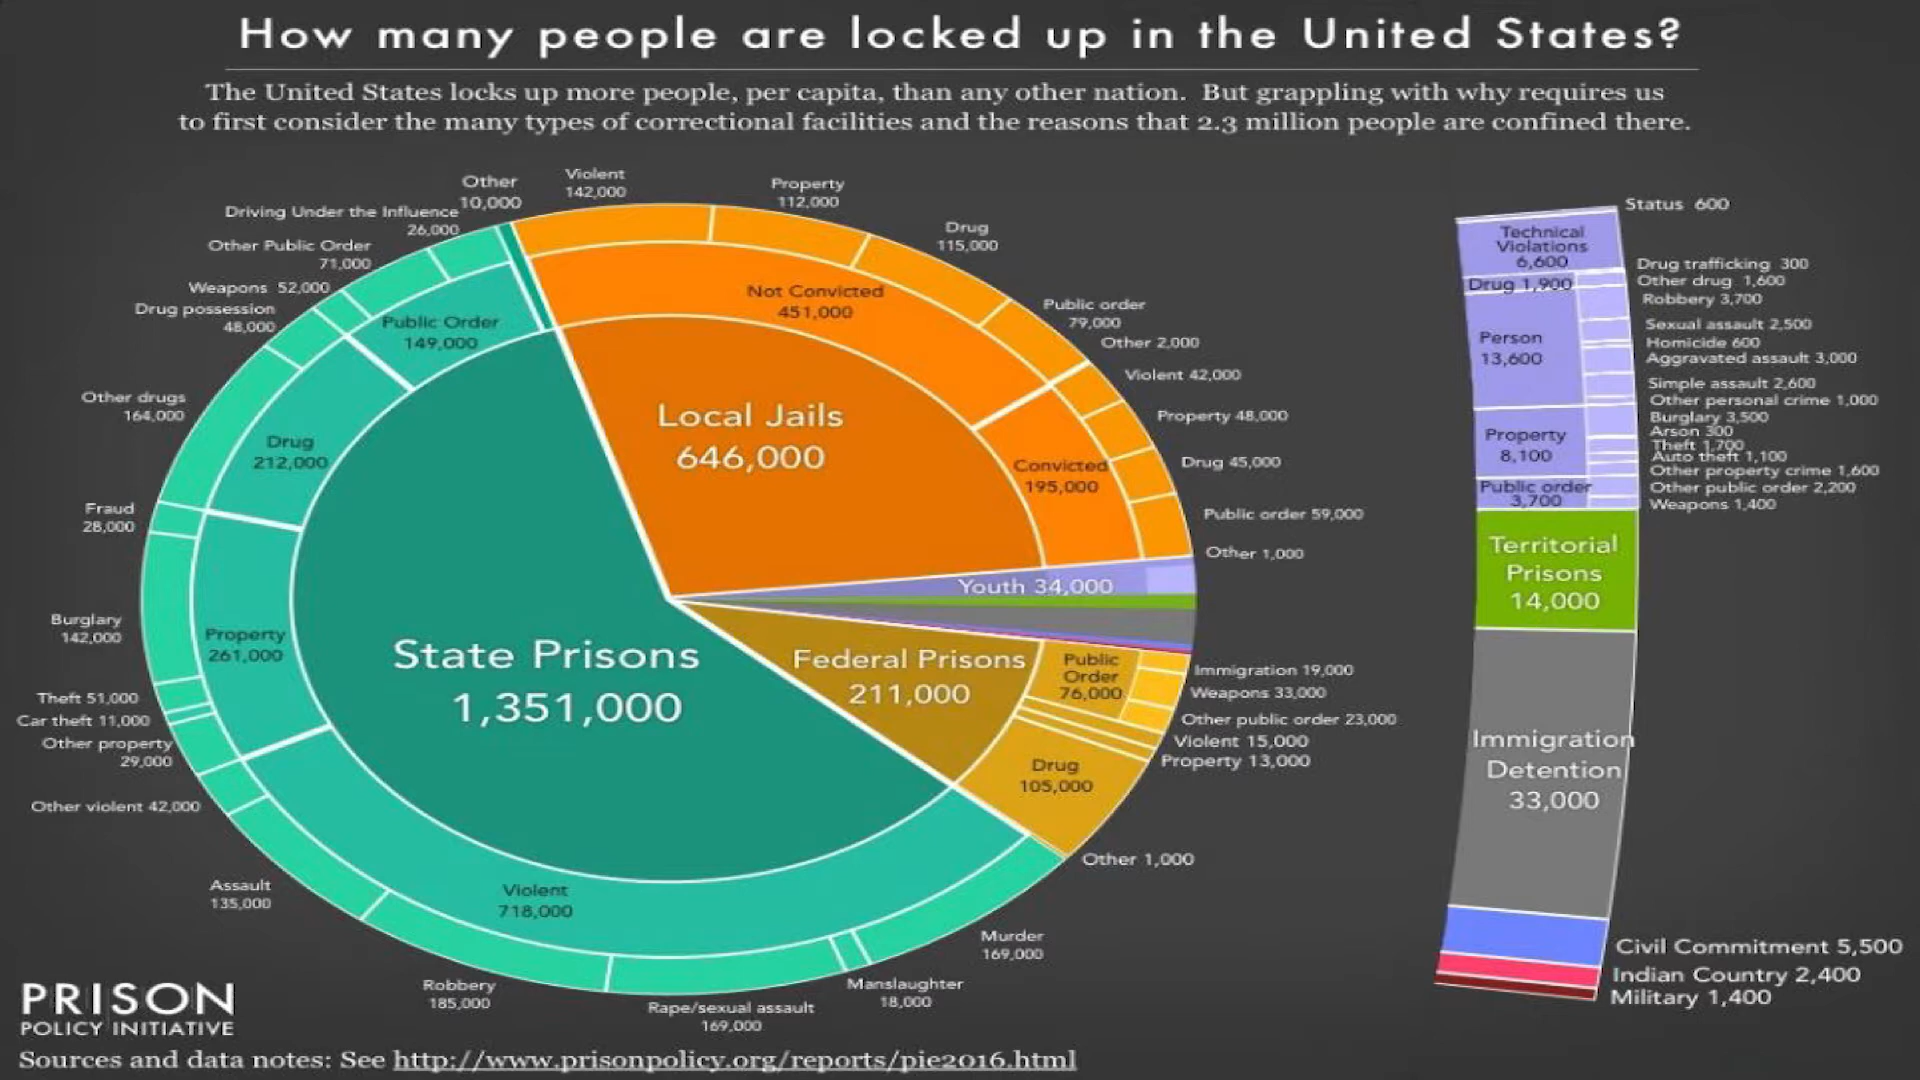 How many people are locked up in the United States?
The United States locks up more people, per capita, than any other nation. But grappling with why requires us
to first consider the many types of correctional facilities and the reasons that 2.3 million people are confined there.
Other
10,000
Driving Under the Influence
26,000
Other Public Order
71,000
Weapons 52,000
Drug possession
48,000
Other drugs
164,000
Fraud
28,000
Burglary
142,000
Theft 51,000
Car theft 11,000
Other property
29,000
Other violent 42,000
Assault
135,000
Robbery
185,000
Rape/sexual assault
169,000
Manslaughter
18,000
Murder
169,000
Public Order
149,000
Drug
212,000
Property
261,000
Violent
718,000
State Prisons
1,351,000
Violent
142,000
Property
112,000
Drug
115,000
Public order
79,000
Other 2,000
Violent 42,000
Property 48,000
Drug 45,000
Public order 59,000
Other 1,000
Not Convicted
451,000
Convicted
195,000
Local Jails
646,000
Youth 34,000
Federal Prisons
211,000
Public
Order
76,000
Drug
105,000
Immigration 19,000
Weapons 33,000
Other public order 23,000
Violent 15,000
Property 13,000
Other 1,000
Status 600
Technical
Violations
6,600
Drug 1,900
Person
13,600
Property
8,100
Public order
3,700
Drug trafficking 300
Other drug 1,600
Robbery 3,700
Sexual assault 2,500
Homicide 600
Aggravated assault 3,000
Simple assault 2,600
Other personal crime 1,000
Burglary 3,500
Arson 300
Theft 1,700
Auto theft 1,100
Other property crime 1,600
Other public order 2,200
Weapons 1,400
Territorial
Prisons
14,000
Immigration
Detention
33,000
Civil Commitment 5,500
Indian Country 2,400
Military 1,400
PRISON
POLICY INITIATIVE
Sources and data notes: See http://www.prisonpolicy.org/reports/pie2016.html